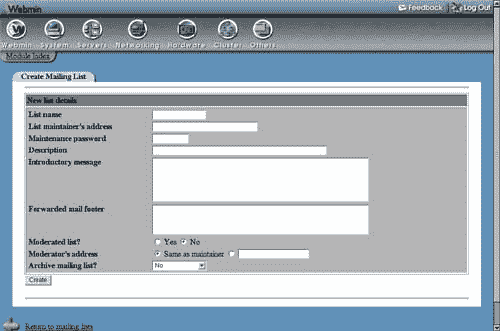 Webmin
Feedback Log Out
Webmin System Servers Networking Hardware Cluster Others
Module Index
Create Mailing List
New list details
List name
List maintainer's address
Maintenance password
Description
Introductory message
Forwarded mail footer
Moderated list? Yes No
Moderator's address Same as maintainer
Archive mailing list? No
Create
Return to mailing lists